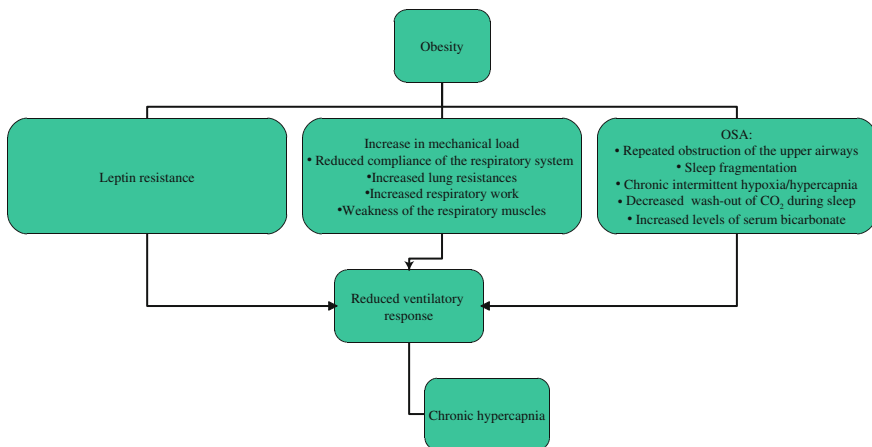 Obesity
Leptin resistance
Increase in mechanical load
• Reduced compliance of the respiratory system
•Increased lung resistances
•Increased respiratory work
•Weakness of the respiratory muscles
OSA:
• Repeated obstruction of the upper airways
• Sleep fragmentation
• Chronic intermittent hypoxia/hypercapnia
• Decreased wash-out of CO₂ during sleep
• Increased levels of serum bicarbonate
Reduced ventilatory
response
Chronic hypercapnia